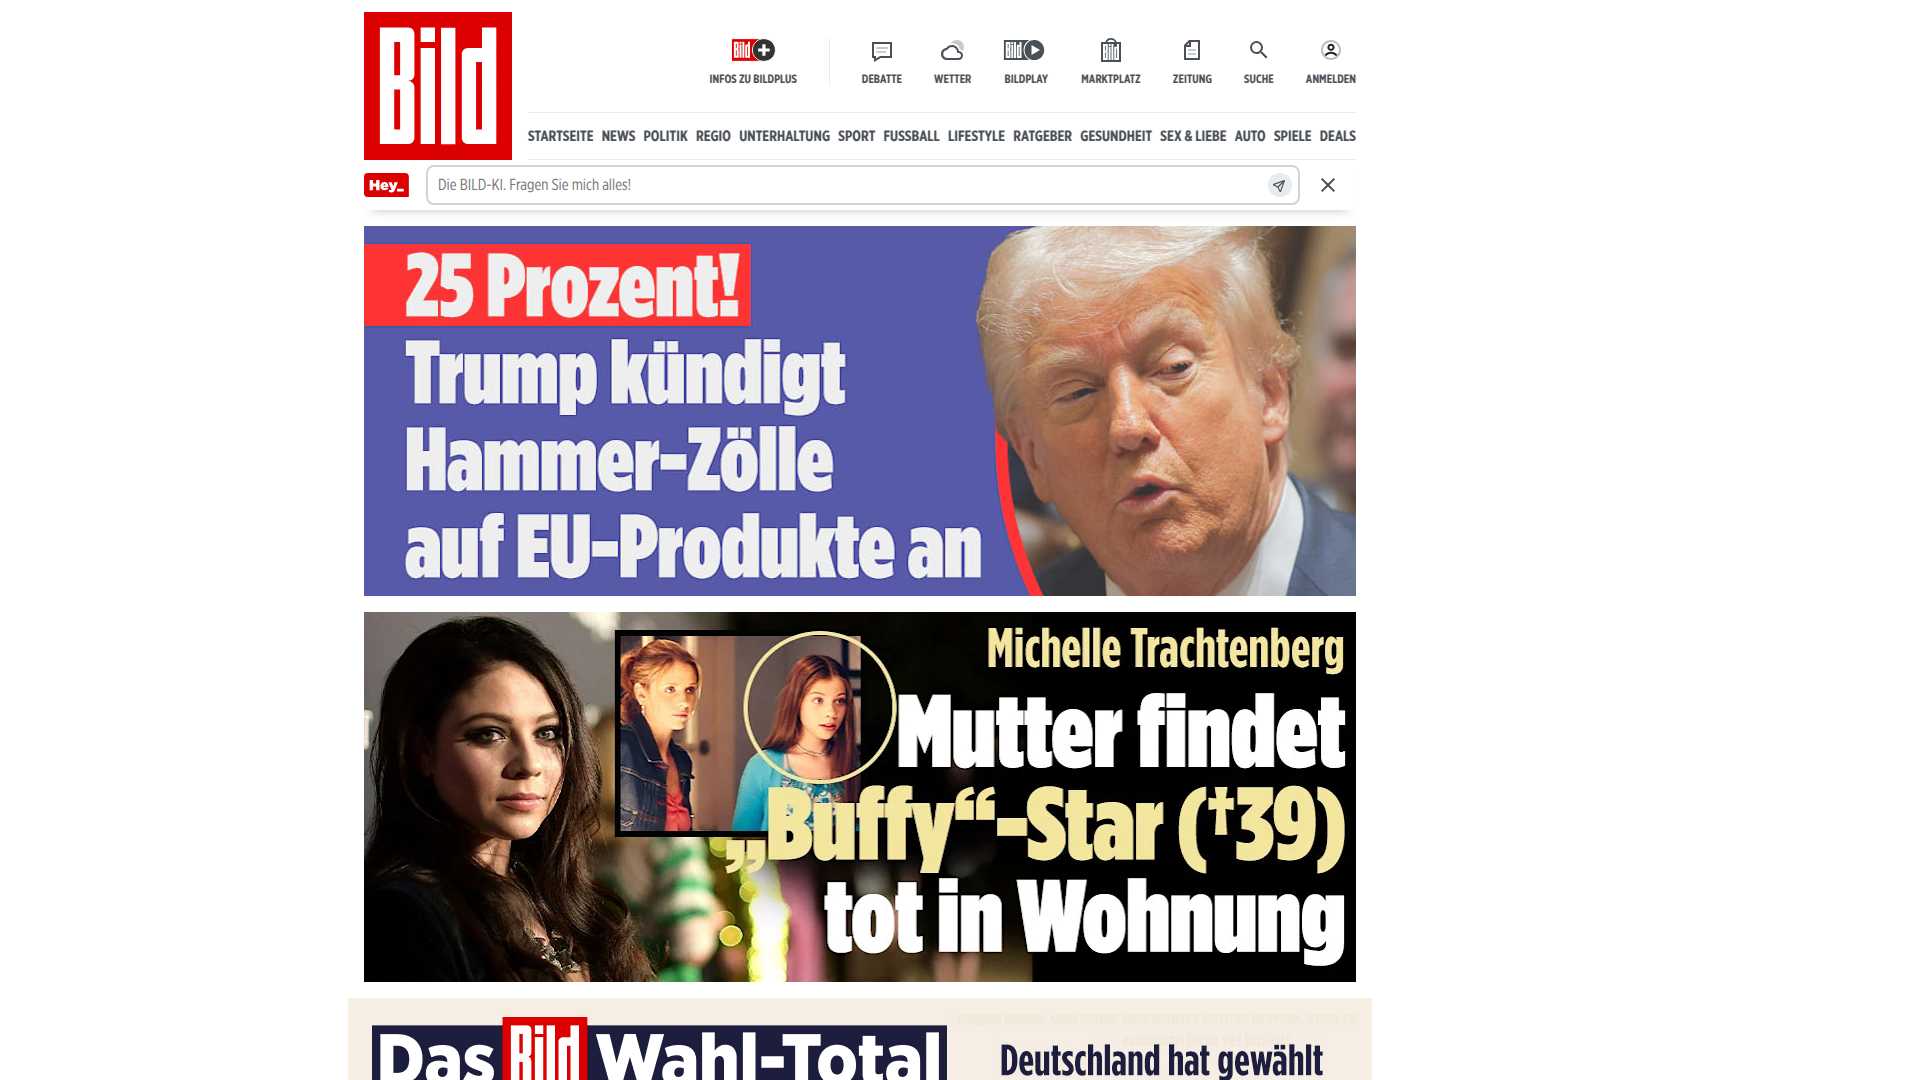 Bild
Bild+
INFOS ZU BILDPLUS
DEBATTE
WETTER
Bild
BILDPLAY
Bild
MARKTPLATZ
ZEITUNG
SUCHE
ANMELDEN
STARTSEITE NEWS POLITIK REGIO UNTERHALTUNG SPORT FUSSBALL LIFESTYLE RATGEBER GESUNDHEIT SEX & LIEBE AUTO SPIELE DEALS
Hey_
Die BILD-KI. Fragen Sie mich alles!
25 Prozent!
Trump kündigt
Hammer-Zölle
auf EU-Produkte an
Michelle Trachtenberg
Mutter findet
„Buffy“-Star (†39)
tot in Wohnung
Das Bild Wahl-Total
Deutschland hat gewählt